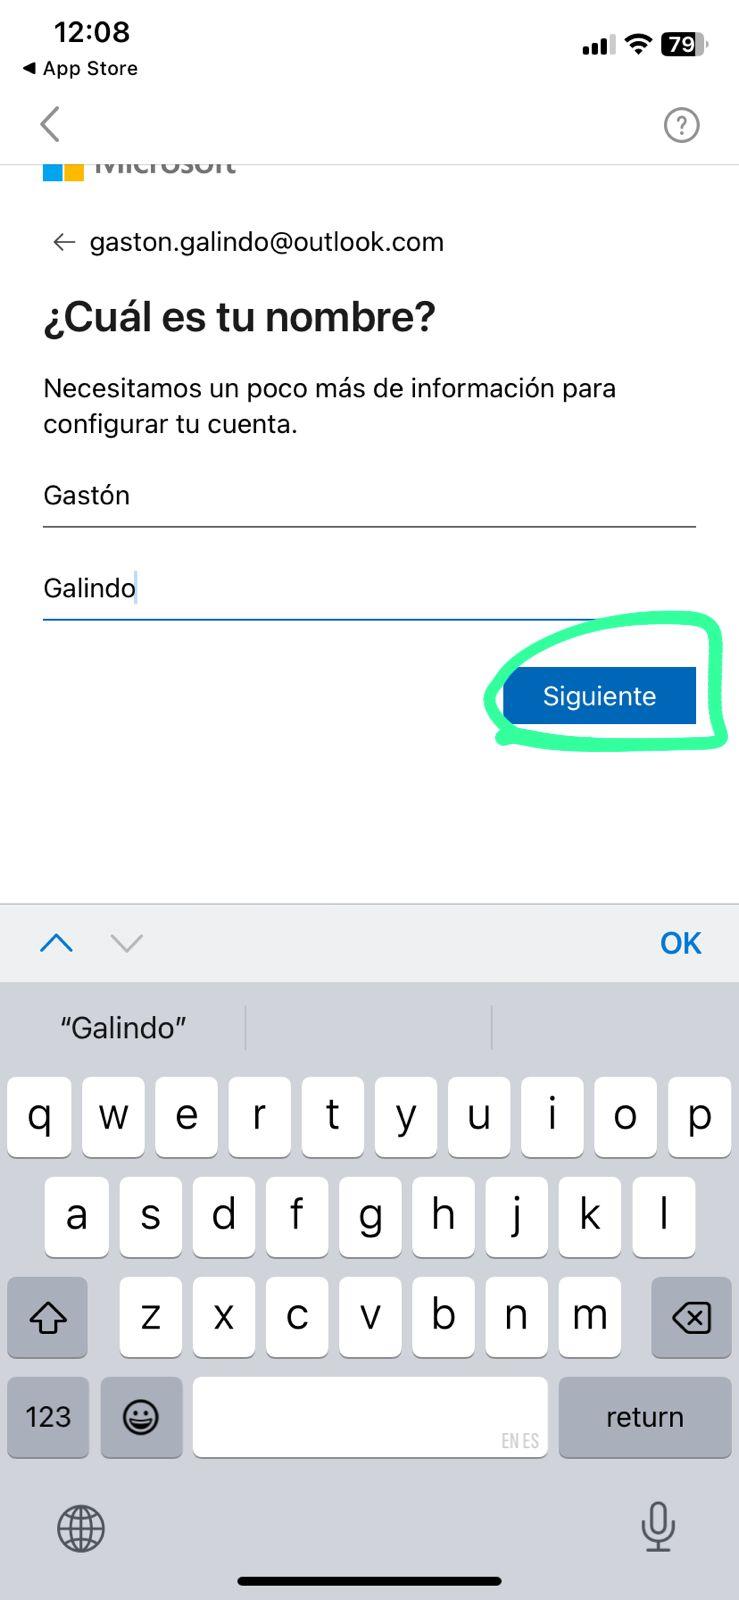 12:08
79
◀ App Store
?
Microsoft
← gaston.galindo@outlook.com
¿Cuál es tu nombre?
Necesitamos un poco más de información para
configurar tu cuenta.
Gastón
Galindo
Siguiente
OK
“Galindo”
q w e r t y u i o p
a s d f g h j k l
z x c v b n m
123
return
EN ES